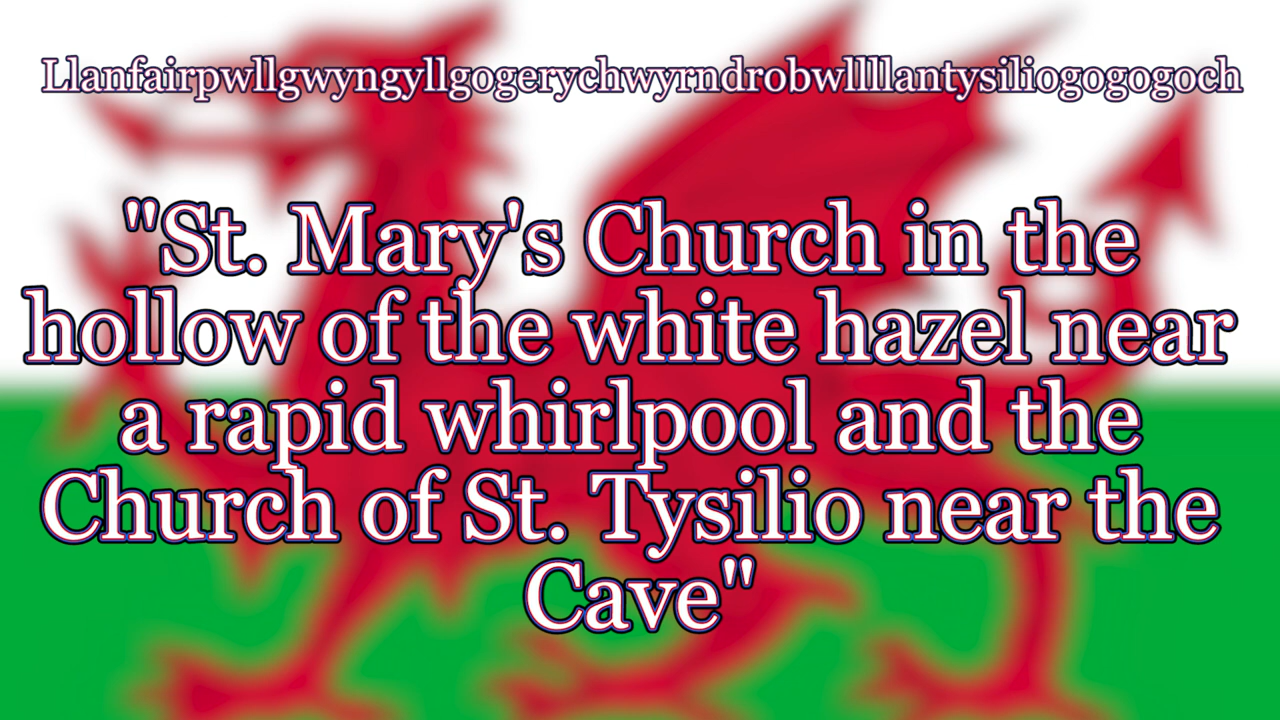 Llanfairpwllgwyngyllgogerychwyrndrobwllllantysiliogogogoch
"St. Mary's Church in the
hollow of the white hazel near
a rapid whirlpool and the
Church of St. Tysilio near the
Cave"